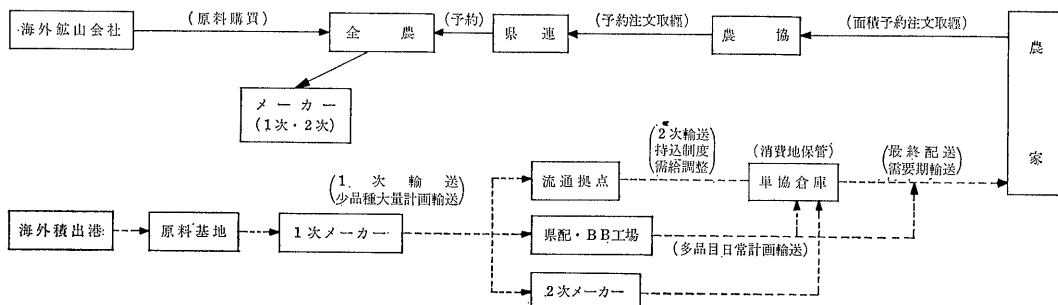 (原料購買)
(予約)
(予約注文取纒)
(面積予約注文取纒)
海外鉱山会社
全農
県連
農協
農家
メーカー
(1次・2次)
(1.次輸送
少品種大量計画輸送)
(2次輸送
持込制度
需給調整)
(消費地保管)
(最終配送
需要期輸送)
流通拠点
単協倉庫
海外積出港
原料基地
1次メーカー
県配・BB工場
(多品目日常計画輸送)
2次メーカー